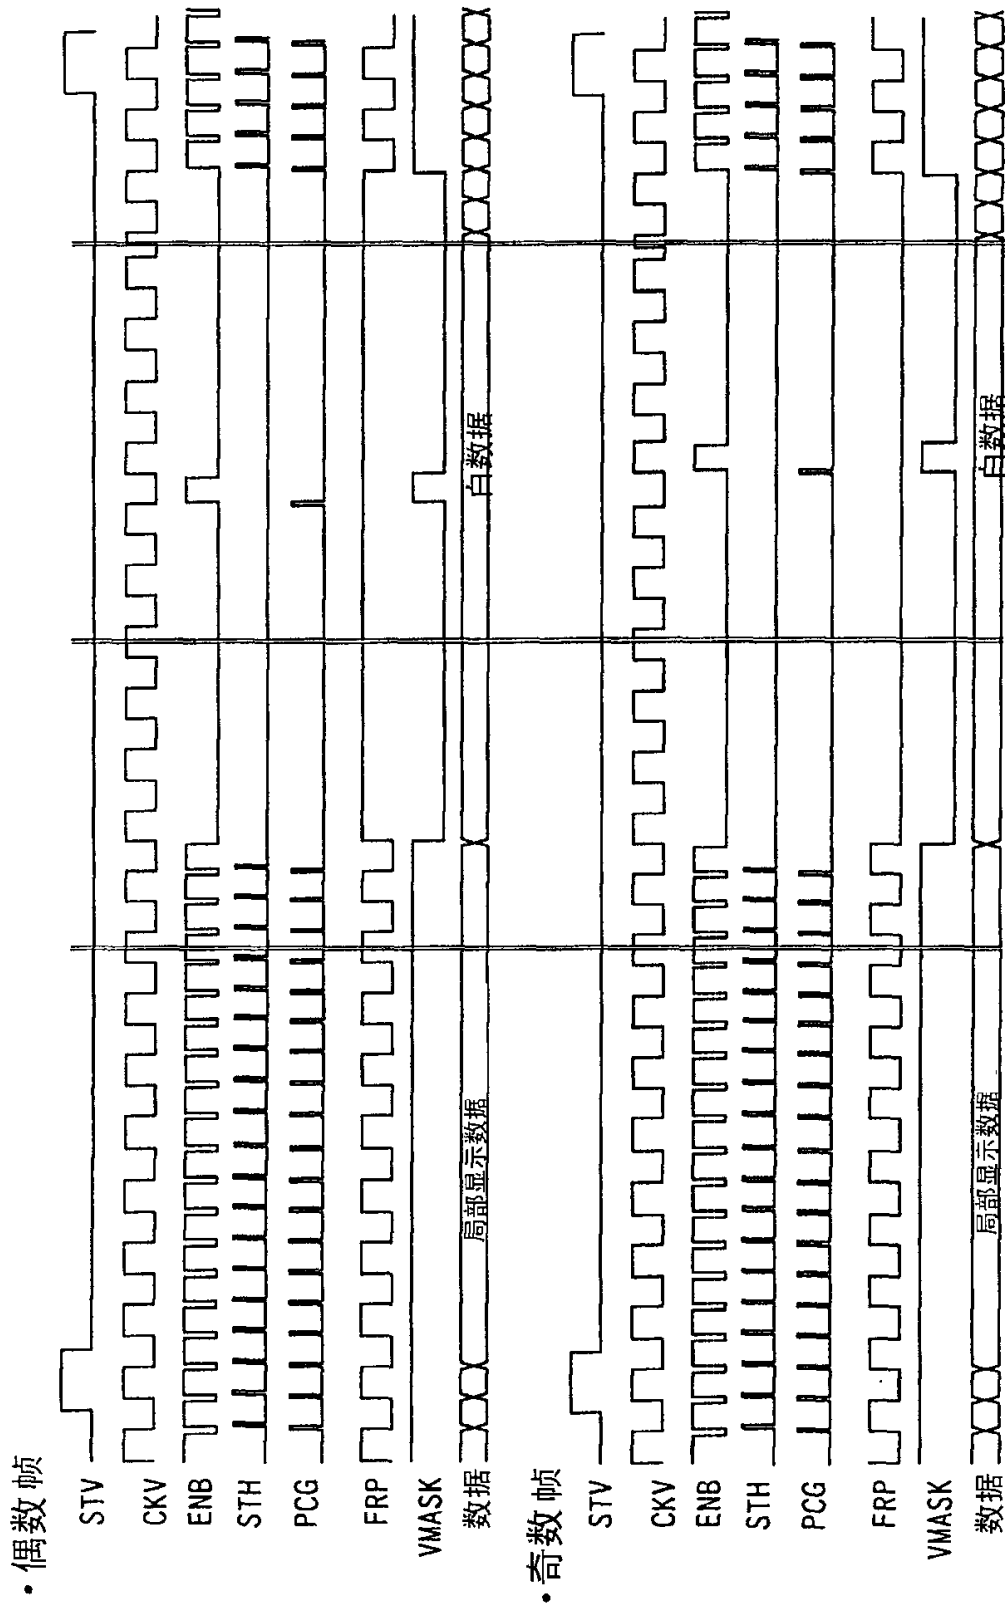 ・偶数帧
STV
CKV
ENB
STH
PCG
FRP
VMASK
数据
局部显示数据
白数据
・奇数帧
STV
CKV
ENB
STH
PCG
FRP
VMASK
数据
局部显示数据
白数据